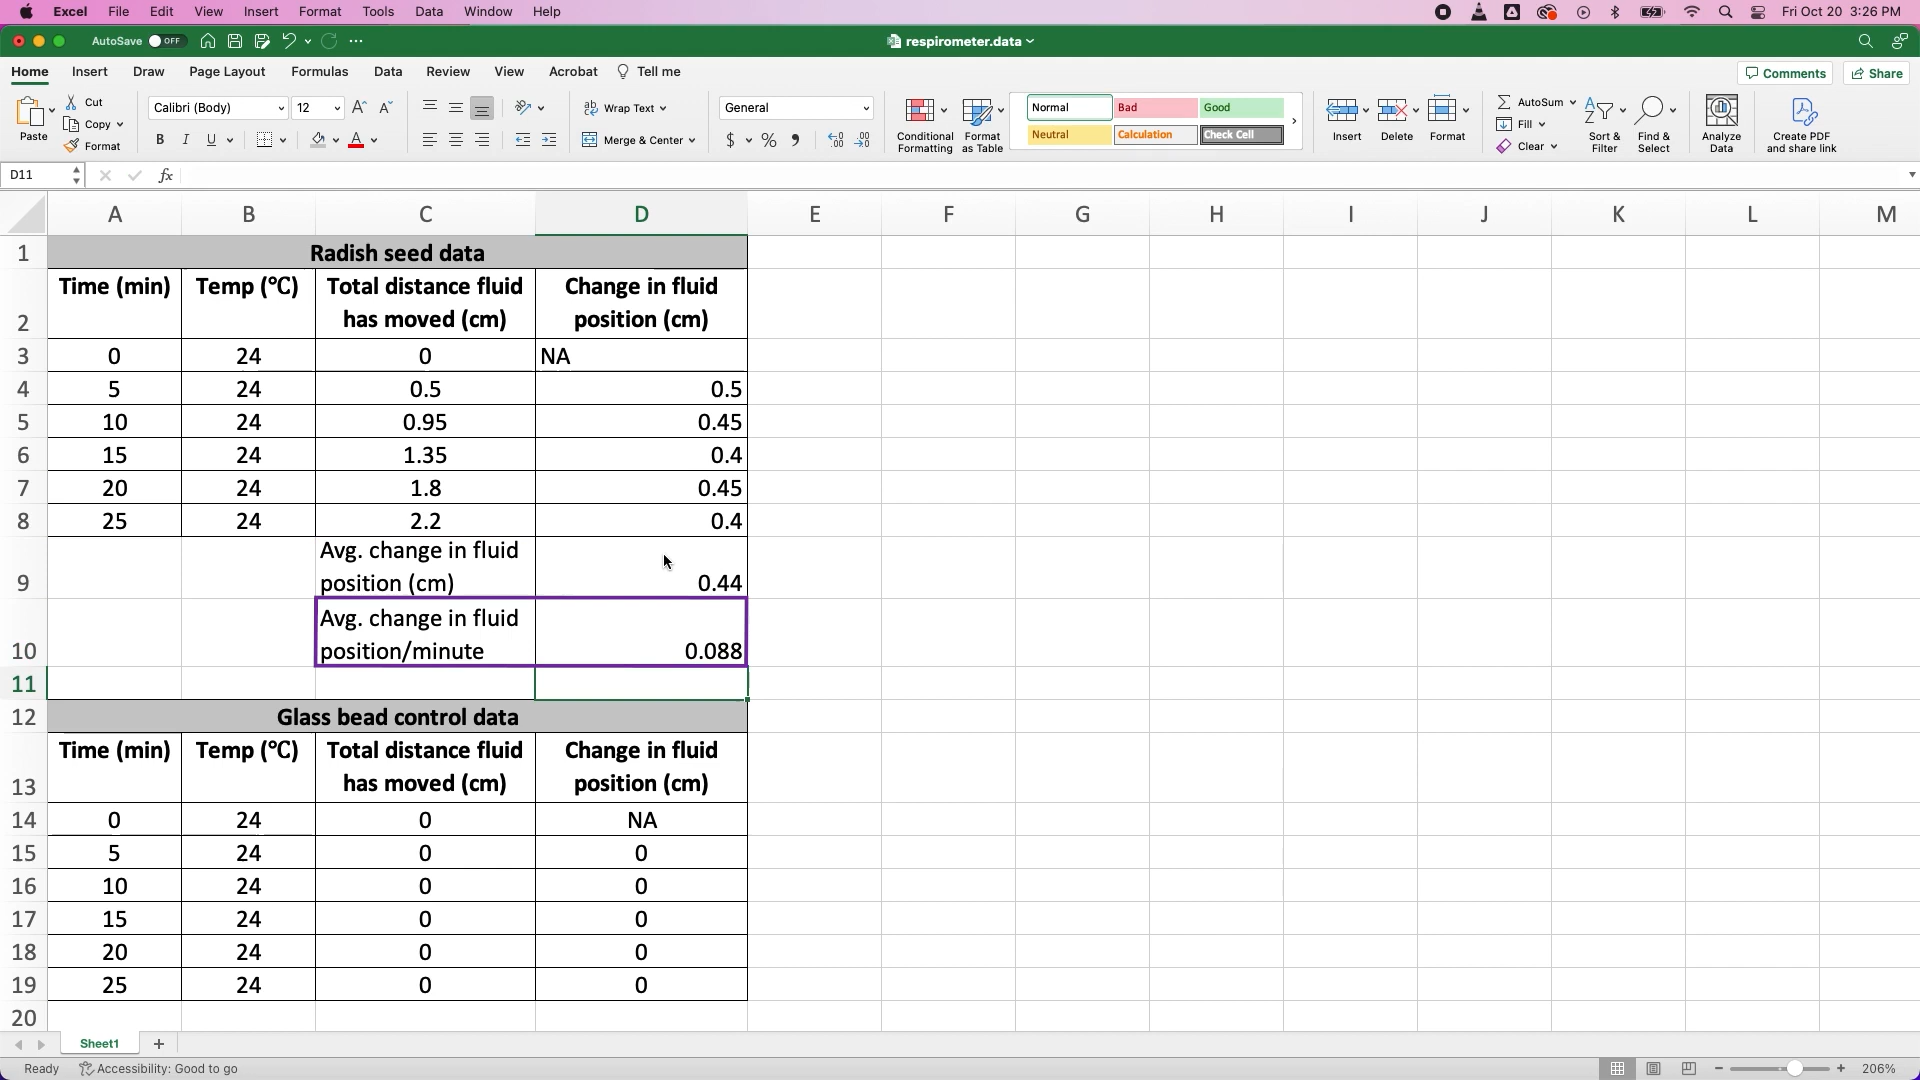 Excel File Edit View Insert Format Tools Data Window Help Fri Oct 20 3:26 PM
AutoSave OFF respirometer.data
Home Insert Draw Page Layout Formulas Data Review View Acrobat Tell me Comments Share
Paste Cut Copy Format
Calibri (Body) 12
Wrap Text
Merge & Center
General
Conditional Formatting
Format as Table
Normal Bad Good
Neutral Calculation Check Cell
Insert Delete Format
AutoSum
Fill
Clear
Sort & Filter
Find & Select
Analyze Data
Create PDF and share link
D11 fx
A B C D E F G H I J K L M
1 Radish seed data
2 Time (min) Temp (°C) Total distance fluid has moved (cm) Change in fluid position (cm)
3 0 24 0 NA
4 5 24 0.5 0.5
5 10 24 0.95 0.45
6 15 24 1.35 0.4
7 20 24 1.8 0.45
8 25 24 2.2 0.4
9 Avg. change in fluid position (cm) 0.44
10 Avg. change in fluid position/minute 0.088
11
12 Glass bead control data
13 Time (min) Temp (°C) Total distance fluid has moved (cm) Change in fluid position (cm)
14 0 24 0 NA
15 5 24 0 0
16 10 24 0 0
17 15 24 0 0
18 20 24 0 0
19 25 24 0 0
20
Sheet1
Ready Accessibility: Good to go 206%